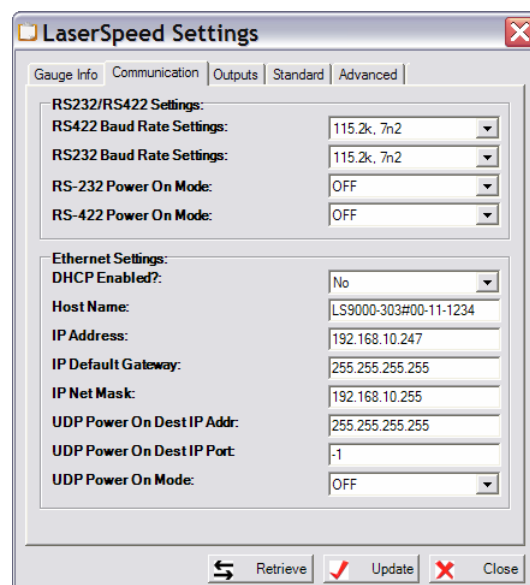 LaserSpeed Settings
Gauge Info Communication Outputs Standard Advanced
RS232/RS422 Settings:
RS422 Baud Rate Settings: 115.2k, 7n2
RS232 Baud Rate Settings: 115.2k, 7n2
RS-232 Power On Mode: OFF
RS-422 Power On Mode: OFF
Ethernet Settings:
DHCP Enabled?: No
Host Name: LS9000-303#00-11-1234
IP Address: 192.168.10.247
IP Default Gateway: 255.255.255.255
IP Net Mask: 192.168.10.255
UDP Power On Dest IP Addr: 255.255.255.255
UDP Power On Dest IP Port: -1
UDP Power On Mode: OFF
Retrieve Update Close